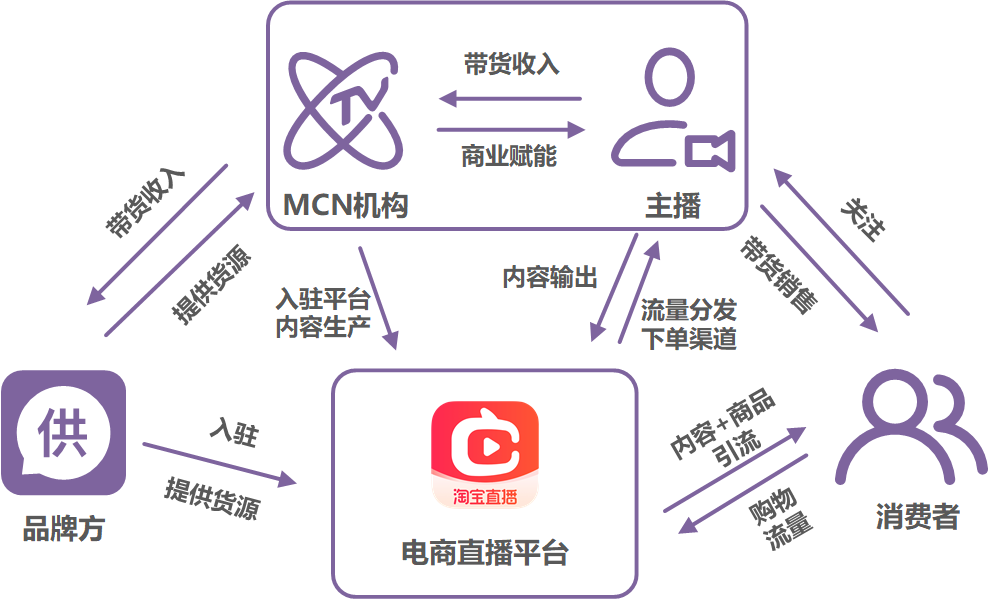 带货收入
TV
商业赋能
MCN机构
主播
带货收入
提供货源
关注
带货销售
入驻平台
内容生产
内容输出
流量分发
下单渠道
供
品牌方
入驻
提供货源
淘宝直播
电商直播平台
内容+商品
引流
购物
流量
消费者